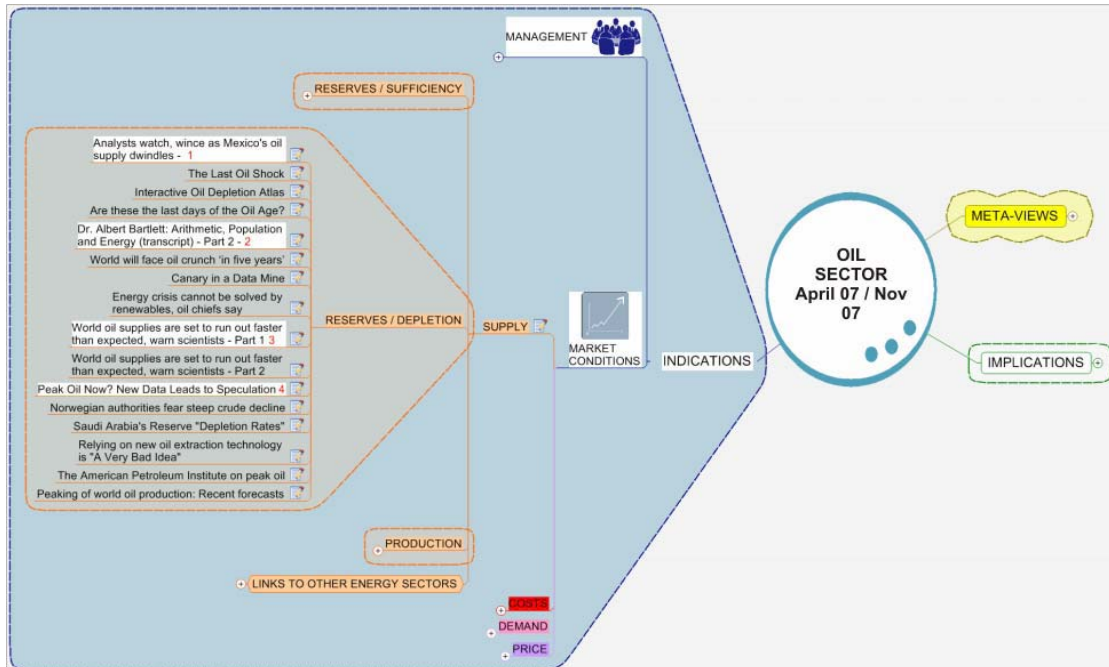 MANAGEMENT
RESERVES / SUFFICIENCY
Analysts watch, wince as Mexico's oil
supply dwindles - 1
The Last Oil Shock
Interactive Oil Depletion Atlas
Are these the last days of the Oil Age?
Dr. Albert Bartlett: Arithmetic, Population
and Energy (transcript) - Part 2 - 2
World will face oil crunch 'in five years'
Canary in a Data Mine
Energy crisis cannot be solved by
renewables, oil chiefs say
World oil supplies are set to run out faster
than expected, warn scientists - Part 1 3
World oil supplies are set to run out faster
than expected, warn scientists - Part 2
Peak Oil Now? New Data Leads to Speculation 4
Norwegian authorities fear steep crude decline
Saudi Arabia's Reserve "Depletion Rates"
Relying on new oil extraction technology
is "A Very Bad Idea"
The American Petroleum Institute on peak oil
Peaking of world oil production: Recent forecasts
RESERVES / DEPLETION
SUPPLY
PRODUCTION
LINKS TO OTHER ENERGY SECTORS
COSTS
DEMAND
PRICE
MARKET
CONDITIONS
INDICATIONS
OIL
SECTOR
April 07 / Nov
07
META-VIEWS
IMPLICATIONS